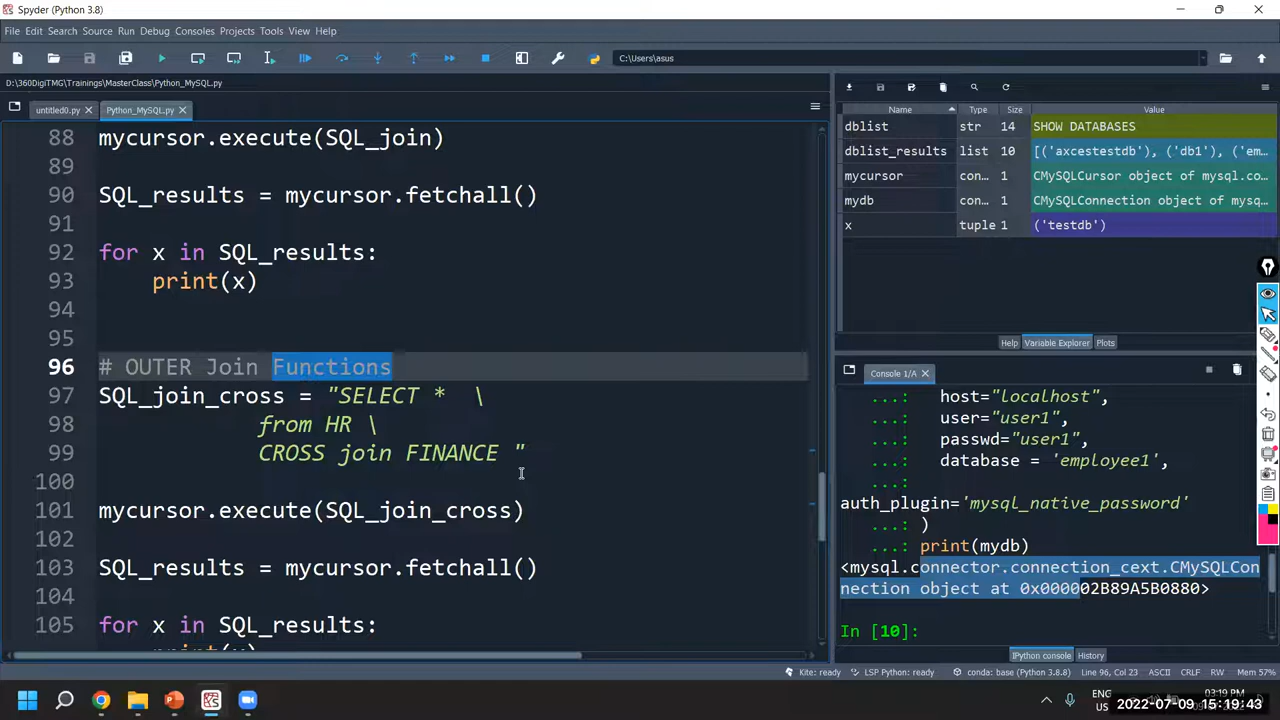 Spyder (Python 3.8)
File Edit Search Source Run Debug Consoles Projects Tools View Help
C:\Users\asus
D:\360DigiTMG\Trainings\MasterClass\Python_MySQL.py
untitled0.py Python_MySQL.py
88 mycursor.execute(SQL_join)
89
90 SQL_results = mycursor.fetchall()
91
92 for x in SQL_results:
93 print(x)
94
95
96 # OUTER Join Functions
97 SQL_join_cross = "SELECT * \
98 from HR \
99 CROSS join FINANCE "
100
101 mycursor.execute(SQL_join_cross)
102
103 SQL_results = mycursor.fetchall()
104
105 for x in SQL_results:
Name Type Size Value
dblist str 14 SHOW DATABASES
dblist_results list 10 [('axcestestdb'), ('db1'), ('em...
mycursor con... 1 CMySQLCursor object of mysql.co...
mydb con... 1 CMySQLConnection object of mysq...
x tuple 1 ('testdb')
Help Variable Explorer Plots
Console 1/A
...: host="localhost",
...: user="user1",
...: passwd="user1",
...: database = 'employee1',
...:
auth_plugin='mysql_native_password'
...: )
...: print(mydb)
<mysql.connector.connection_cext.CMySQLCon
nection object at 0x000002B89A5B0880>
In [10]:
IPython console History
Kite: ready LSP Python: ready conda: base (Python 3.8.8) Line 96, Col 23 ASCII CRLF RW Mem 57%
ENG
US
03:19 PM
2022-07-09 15:19:43